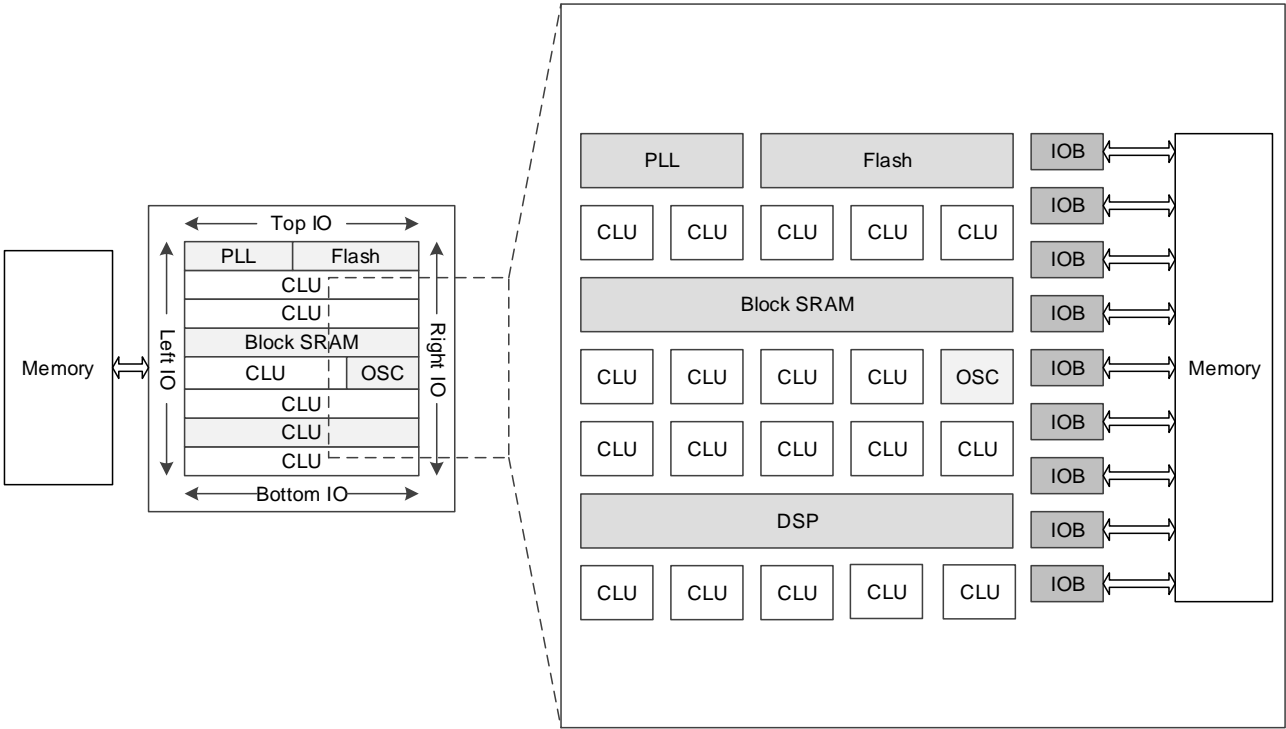 Memory
Top IO
Left IO
Right IO
PLL Flash
CLU
CLU
Block SRAM
CLU OSC
CLU
CLU
CLU
Bottom IO
PLL Flash IOB
IOB
CLU CLU CLU CLU CLU
IOB
Block SRAM IOB
CLU CLU CLU CLU OSC IOB
Memory
CLU CLU CLU CLU CLU IOB
IOB
DSP IOB
CLU CLU CLU CLU CLU IOB